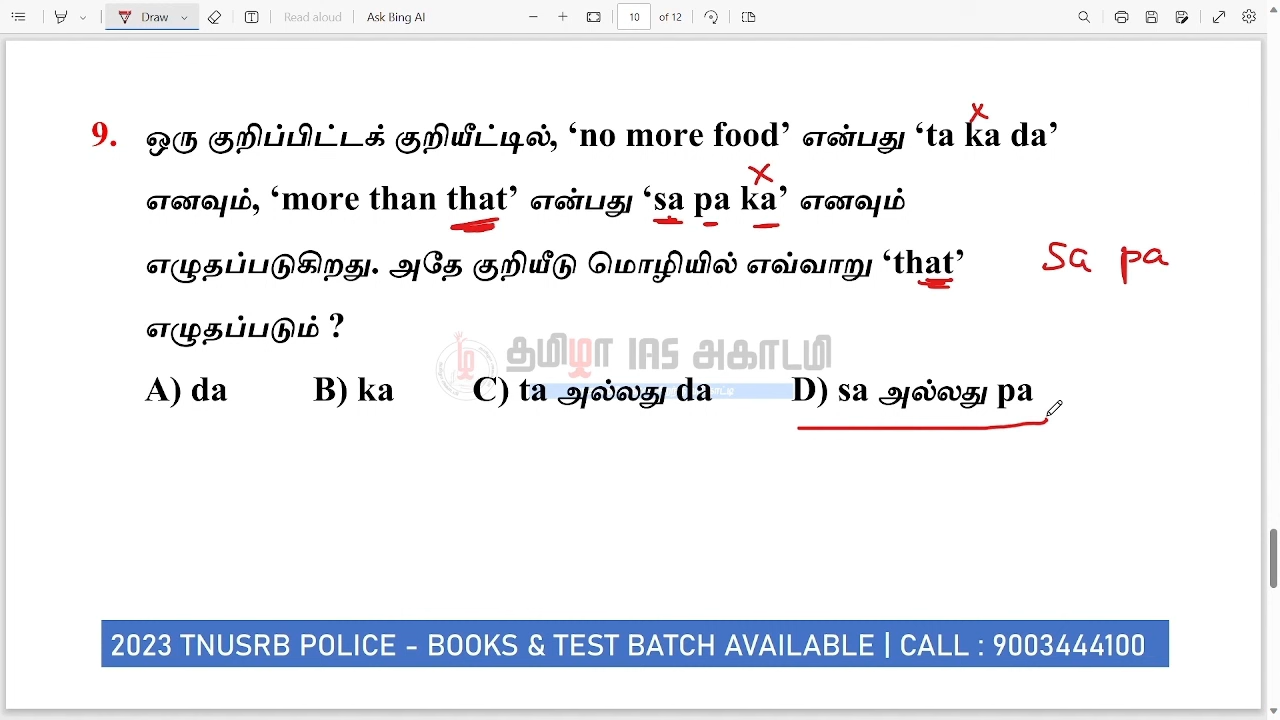 Draw
Read aloud
Ask Bing AI
10 of 12
9. ஒரு குறிப்பிட்டக் குறியீட்டில், ‘no more food’ என்பது ‘ta ka da’
எனவும், ‘more than that’ என்பது ‘sa pa ka’ எனவும்
எழுதப்படுகிறது. அதே குறியீடு மொழியில் எவ்வாறு ‘that’
sa pa
எழுதப்படும் ?
தமிழா IAS அகாடமி
A) da B) ka C) ta அல்லது da D) sa அல்லது pa
2023 TNUSRB POLICE - BOOKS & TEST BATCH AVAILABLE | CALL : 9003444100